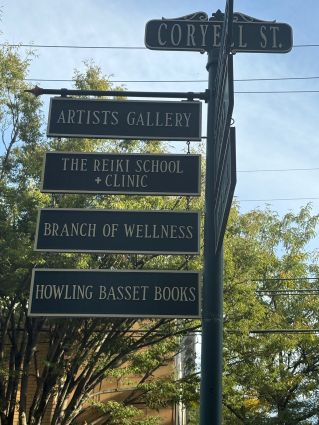 CORYELL ST.
ARTISTS GALLERY
THE REIKI SCHOOL
+ CLINIC
BRANCH OF WELLNESS
HOWLING BASSET BOOKS